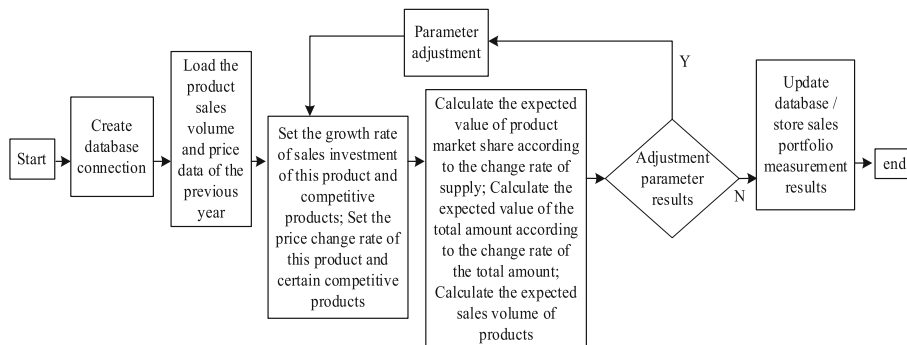 Start
Create
database
connection
Load the
product
sales
volume
and price
data of the
previous
year
Set the growth rate
of sales investment
of this product and
competitive
products; Set the
price change rate of
this product and
certain competitive
products
Parameter
adjustment
Calculate the expected
value of product
market share according
to the change rate of
supply; Calculate the
expected value of the
total amount according
to the change rate of
the total amount;
Calculate the expected
sales volume of
products
Adjustment
parameter
results
Y
N
Update
database /
store sales
portfolio
measurement
results
end